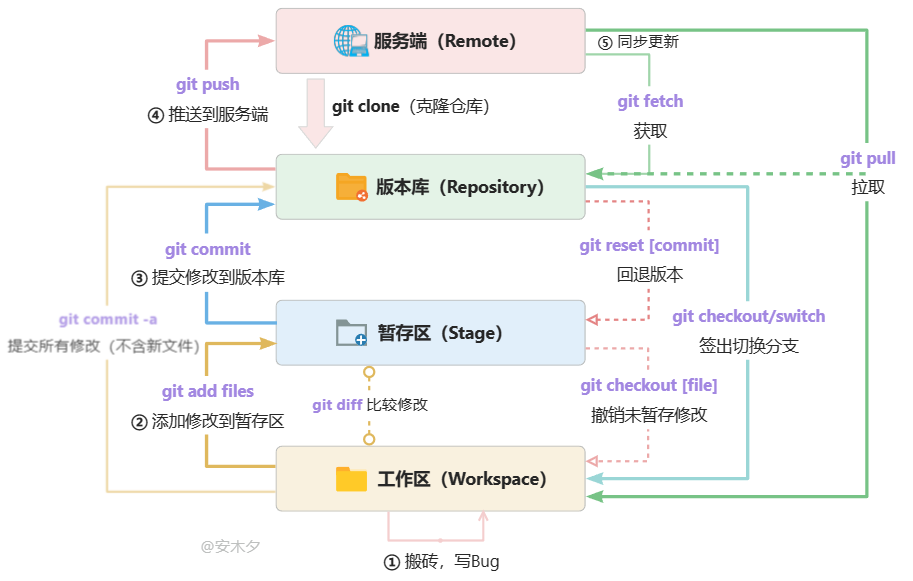 服务端（Remote）
⑤ 同步更新
git push
④ 推送到服务端
git clone（克隆仓库）
git fetch
获取
git pull
拉取
版本库（Repository）
git commit
③ 提交修改到版本库
git reset [commit]
回退版本
git commit -a
提交所有修改（不含新文件）
暂存区（Stage）
git checkout/switch
签出切换分支
git add files
② 添加修改到暂存区
git diff 比较修改
git checkout [file]
撤销未暂存修改
工作区（Workspace）
@安木夕
① 搬砖，写Bug